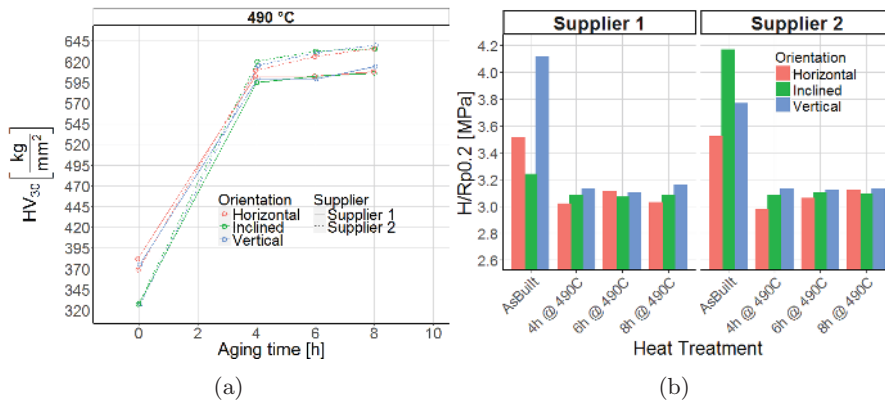 490 °C
645
620
595
570
545
520
495
470
445
420
395
370
345
320
HV30 [kg/mm²]
Orientation
Horizontal
Inclined
Vertical
Supplier
Supplier 1
Supplier 2
0 2 4 6 8 10
Aging time [h]
(a)
Supplier 1 Supplier 2
4.2
4.0
3.8
3.6
3.4
3.2
3.0
2.8
2.6
H/Rp0.2 [MPa]
Orientation
Horizontal
Inclined
Vertical
AsBuilt 4h @ 490C 6h @ 490C 8h @ 490C AsBuilt 4h @ 490C 6h @ 490C 8h @ 490C
Heat Treatment
(b)